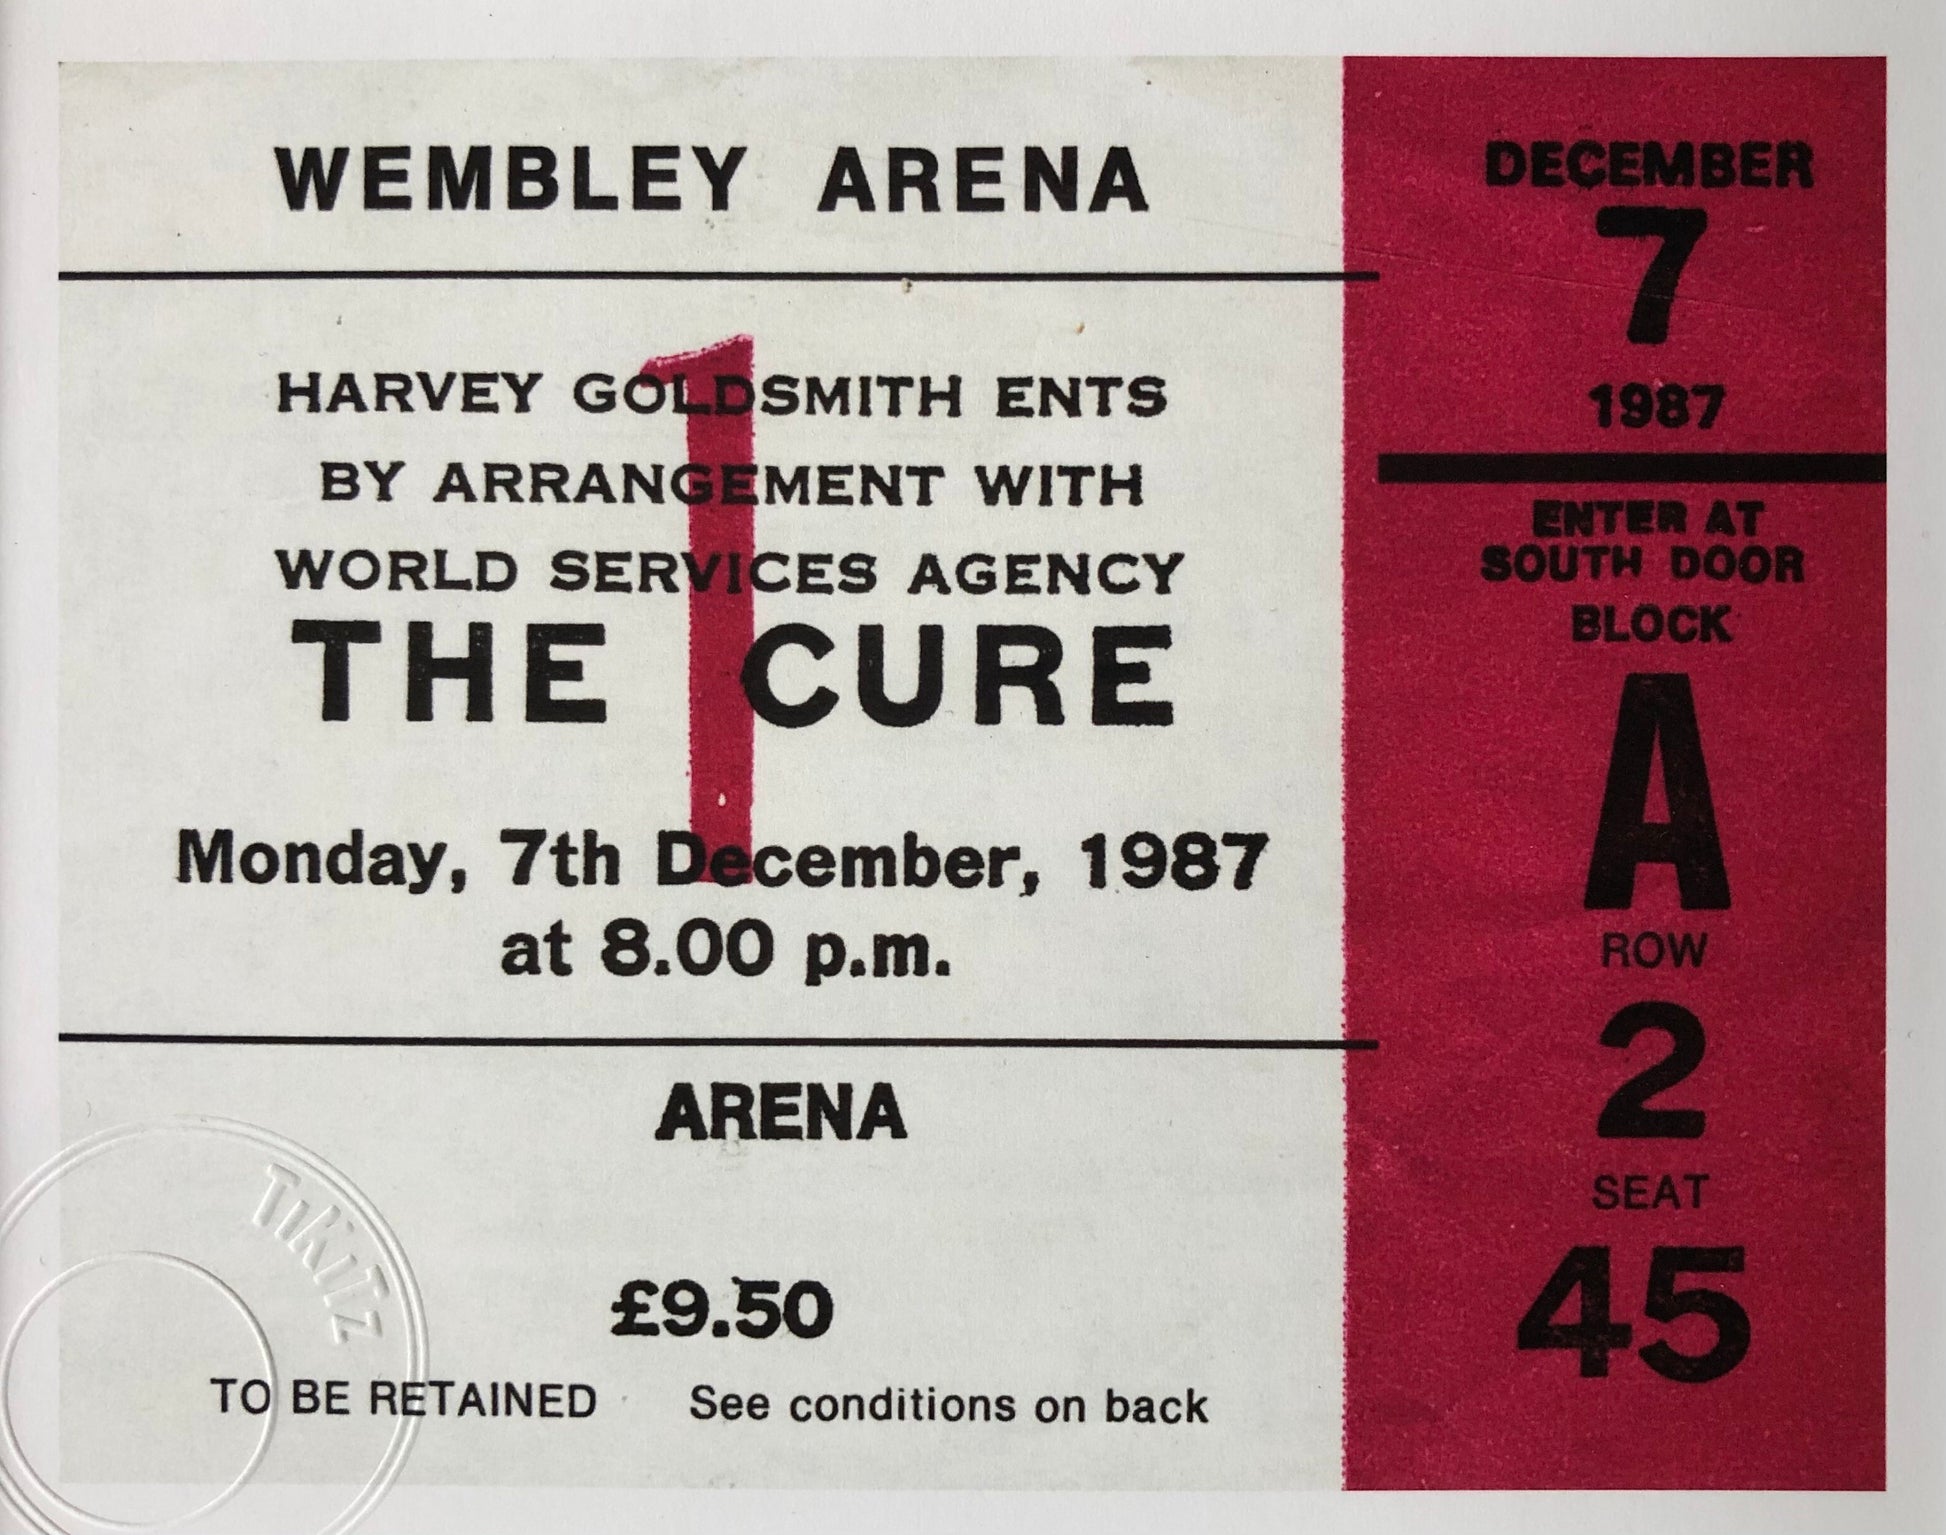 WEMBLEY ARENA
HARVEY GOLDSMITH ENTS
BY ARRANGEMENT WITH
WORLD SERVICES AGENCY
THE CURE
1
Monday, 7th December, 1987
at 8.00 p.m.
ARENA
£9.50
TO BE RETAINED See conditions on back
DECEMBER
7
1987
ENTER AT
SOUTH DOOR
BLOCK
A
ROW
2
SEAT
45